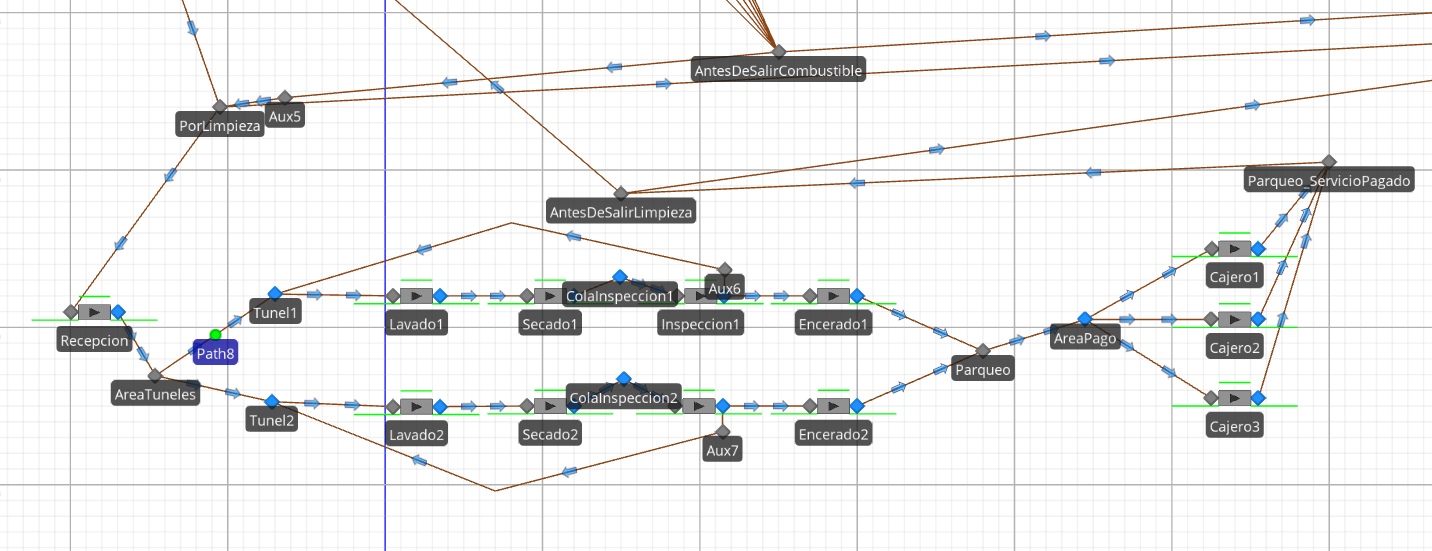 AntesDeSalirCombustible
PorLimpieza
Aux5
Parqueo_ServicioPagado
AntesDeSalirLimpieza
Cajero1
Aux6
ColaInspeccion1
Tunel1
Lavado1
Secado1
Inspeccion1
Encerado1
Recepcion
Path8
AreaPago
Cajero2
Parqueo
AreaTuneles
ColaInspeccion2
Tunel2
Lavado2
Secado2
Encerado2
Cajero3
Aux7